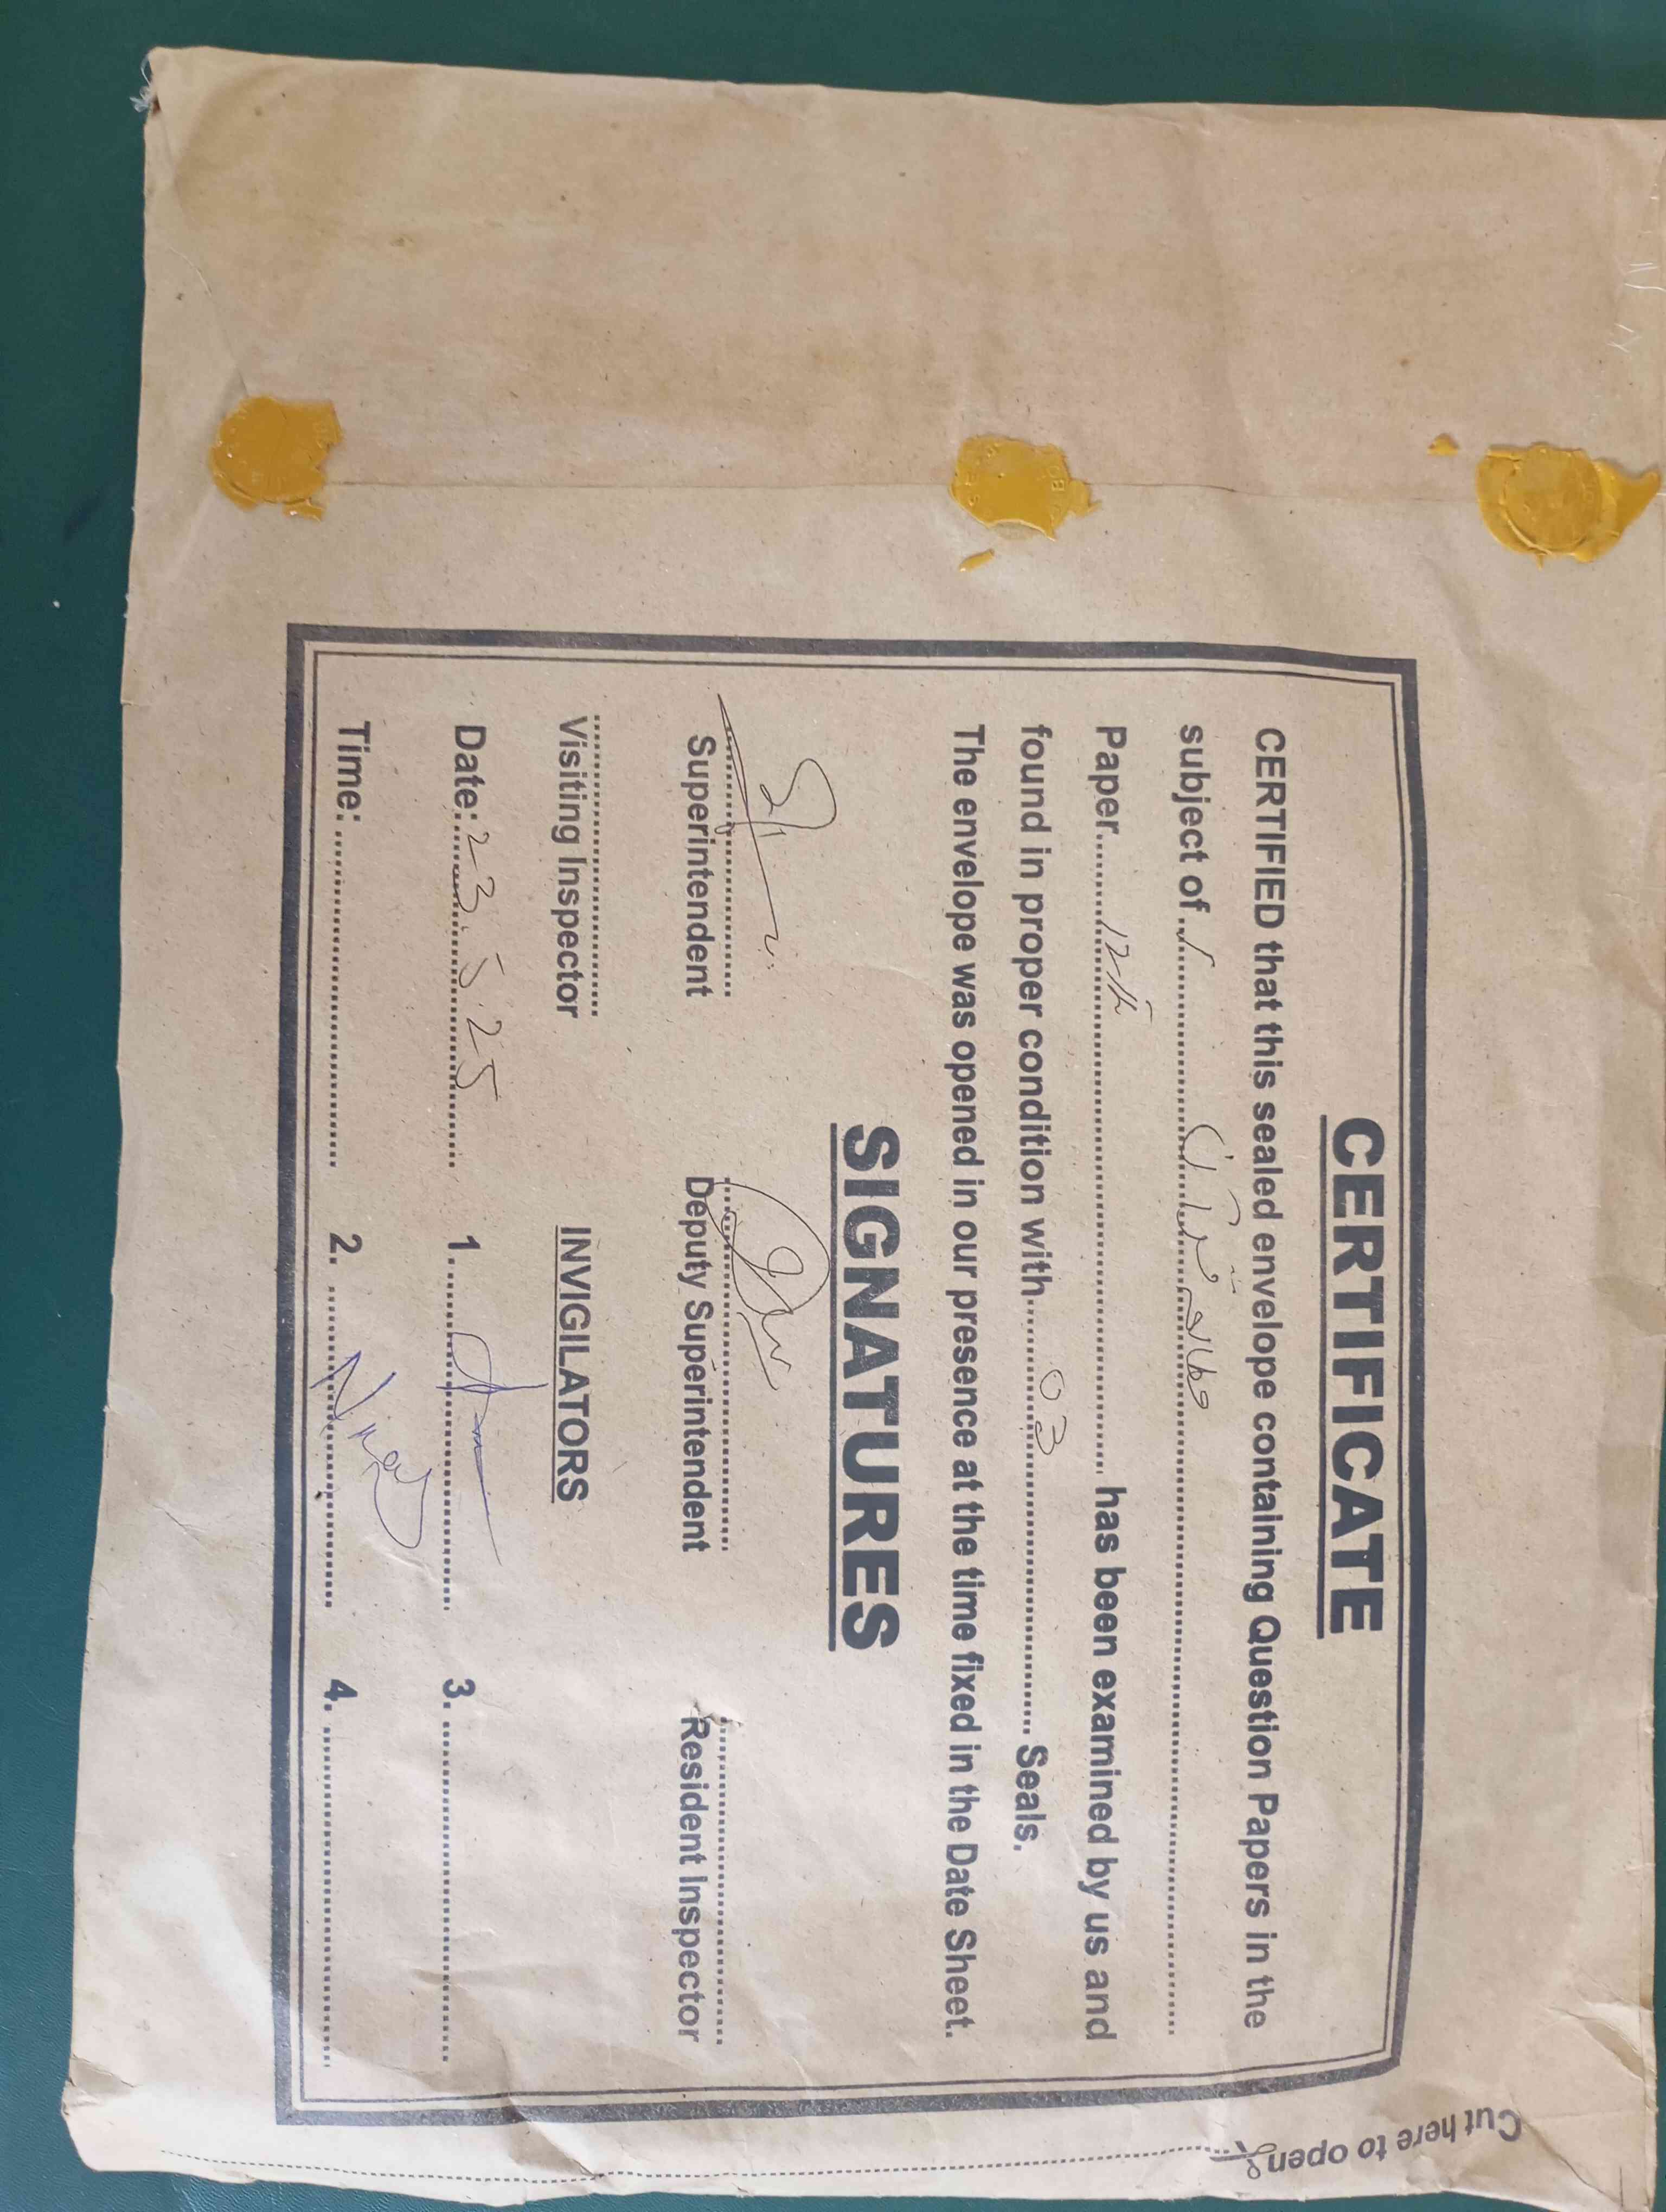 CERTIFICATE
CERTIFIED that this sealed envelope containing Question Papers in the
subject of مطالعہ پاکستان
Paper 12th has been examined by us and
found in proper condition with 03 Seals.
The envelope was opened in our presence at the time fixed in the Date Sheet.
SIGNATURES
Superintendent Deputy Superintendent Resident Inspector
Visiting Inspector INVIGILATORS
Date: 23.5.25 1. 3.
Time: 2. 4.
Cut here to open